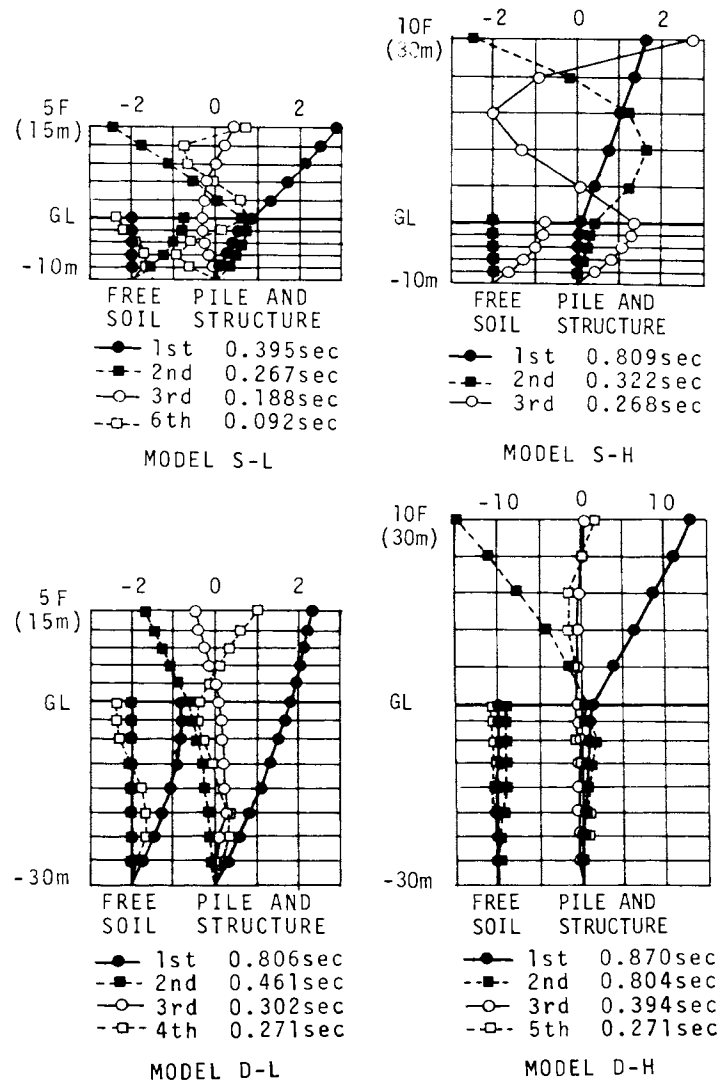 5F -2 0 2
(15m)
GL
-10m
FREE PILE AND
SOIL STRUCTURE
1st 0.395sec
2nd 0.267sec
3rd 0.188sec
6th 0.092sec
MODEL S-L
10F -2 0 2
(30m)
GL
-10m
FREE PILE AND
SOIL STRUCTURE
1st 0.809sec
2nd 0.322sec
3rd 0.268sec
MODEL S-H
-2 0 2
5F
(15m)
GL
-30m
FREE PILE AND
SOIL STRUCTURE
1st 0.806sec
2nd 0.461sec
3rd 0.302sec
4th 0.271sec
MODEL D-L
-10 0 10
10F
(30m)
GL
-30m
FREE PILE AND
SOIL STRUCTURE
1st 0.870sec
2nd 0.804sec
3rd 0.394sec
5th 0.271sec
MODEL D-H